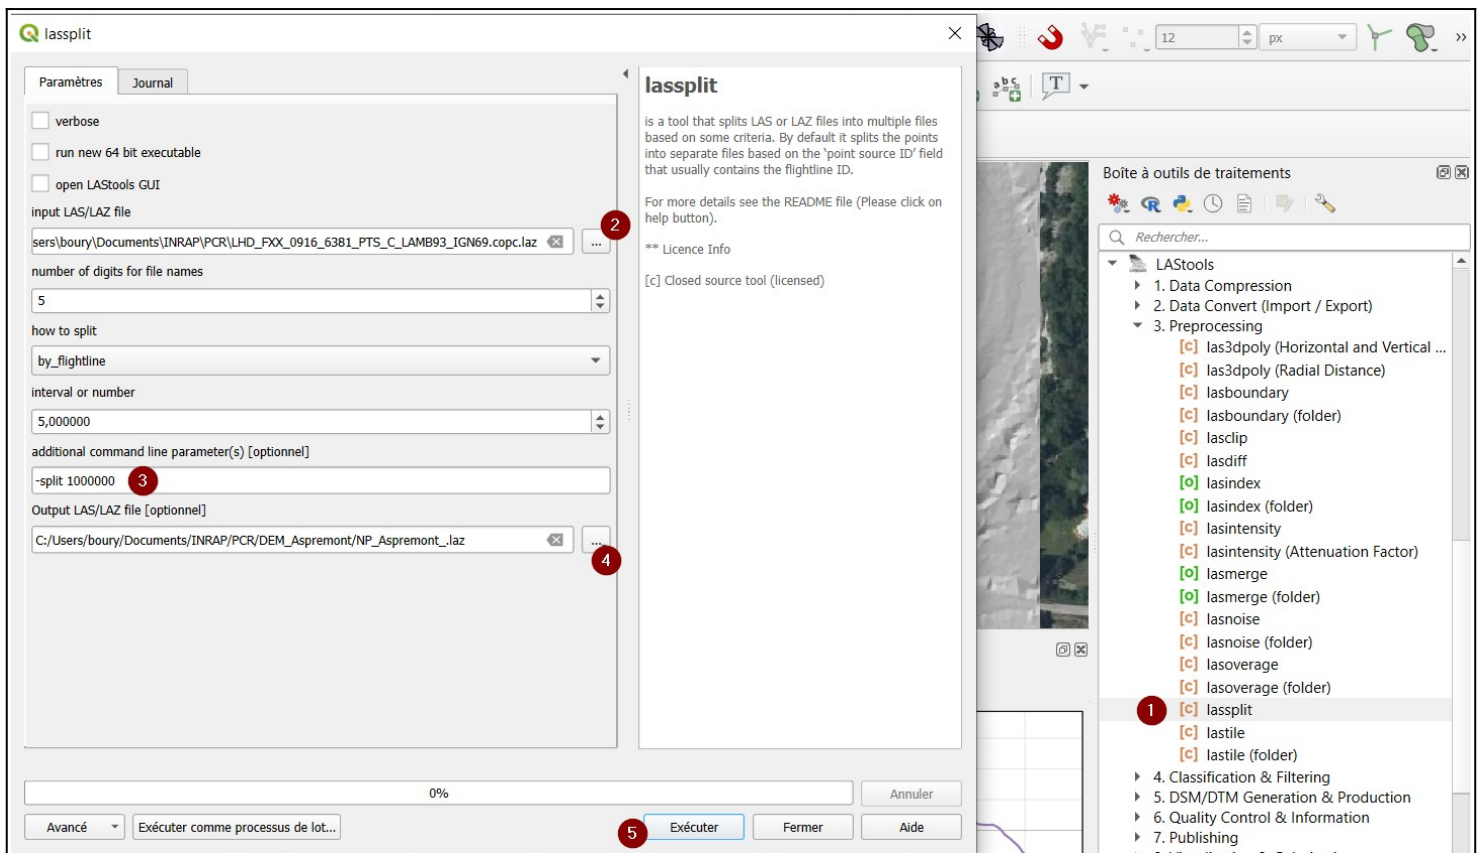 lassplit
Paramètres
Journal
verbose
run new 64 bit executable
open LAStools GUI
input LAS/LAZ file
2
sers\boury\Documents\INRAP\PCR\LHD_FXX_0916_6381_PTS_C_LAMB93_IGN69.copc.laz
...
number of digits for file names
5
how to split
by_flightline
interval or number
5,000000
additional command line parameter(s) [optionnel]
-split 1000000
3
Output LAS/LAZ file [optionnel]
C:/Users/boury/Documents/INRAP/PCR/DEM_Aspremont/NP_Aspremont_.laz
...
4
0%
Annuler
Avancé
Exécuter comme processus de lot...
5
Exécuter
Fermer
Aide
lassplit
is a tool that splits LAS or LAZ files into multiple files
based on some criteria. By default it splits the points
into separate files based on the 'point source ID' field
that usually contains the flightline ID.
For more details see the README file (Please click on
help button).
** Licence Info
[c] Closed source tool (licensed)
12
px
»
abc
T
Boîte à outils de traitements
R
Rechercher...
LAStools
1. Data Compression
2. Data Convert (Import / Export)
3. Preprocessing
[c] las3dpoly (Horizontal and Vertical ...
[c] las3dpoly (Radial Distance)
[c] lasboundary
[c] lasboundary (folder)
[c] lasclip
[c] lasdiff
[o] lasindex
[o] lasindex (folder)
[c] lasintensity
[c] lasintensity (Attenuation Factor)
[o] lasmerge
[o] lasmerge (folder)
[c] lasnoise
[c] lasnoise (folder)
[c] lasoverage
[c] lasoverage (folder)
1
[c] lassplit
[c] lastile
[c] lastile (folder)
4. Classification & Filtering
5. DSM/DTM Generation & Production
6. Quality Control & Information
7. Publishing